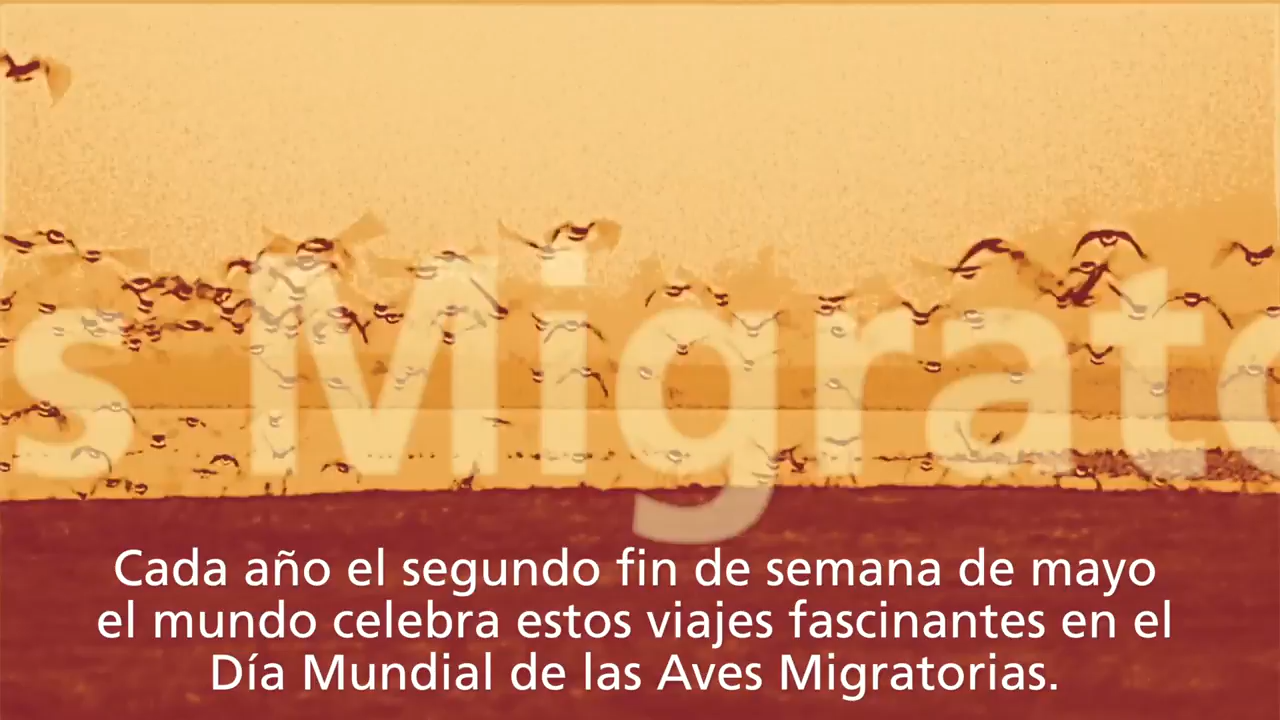 s Migrato
Cada año el segundo fin de semana de mayo
el mundo celebra estos viajes fascinantes en el
Día Mundial de las Aves Migratorias.